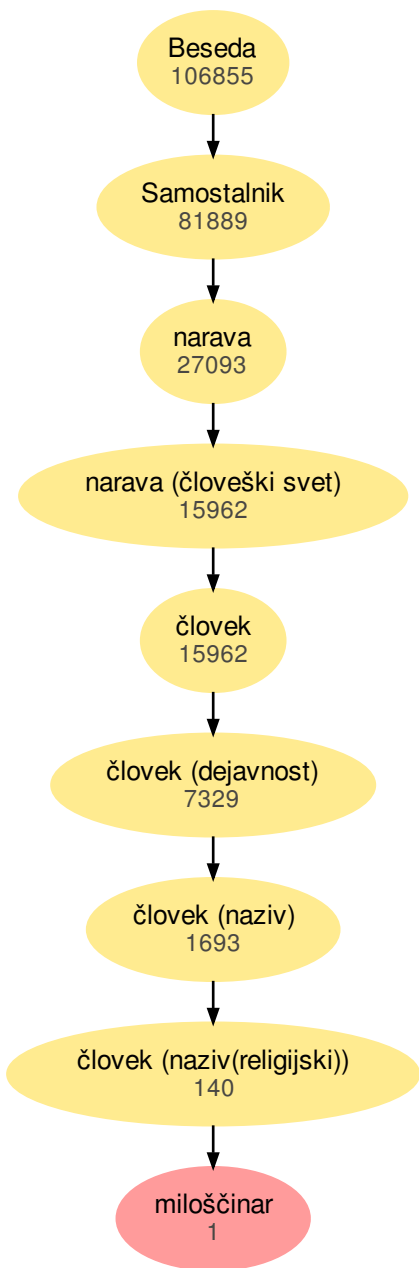 Beseda
106855
Samostalnik
81889
narava
27093
narava (človeški svet)
15962
človek
15962
človek (dejavnost)
7329
človek (naziv)
1693
človek (naziv(religijski))
140
miloščinar
1